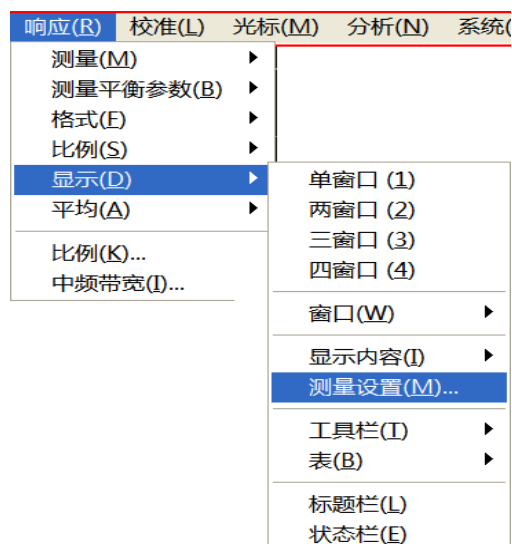 响应(R) 校准(L) 光标(M) 分析(N) 系统(
测量(M)
测量平衡参数(B)
格式(F)
比例(S)
显示(D)
平均(A)
比例(K)...
中频带宽(I)...
单窗口 (1)
两窗口 (2)
三窗口 (3)
四窗口 (4)
窗口(W)
显示内容(I)
测量设置(M)...
工具栏(T)
表(B)
标题栏(L)
状态栏(E)